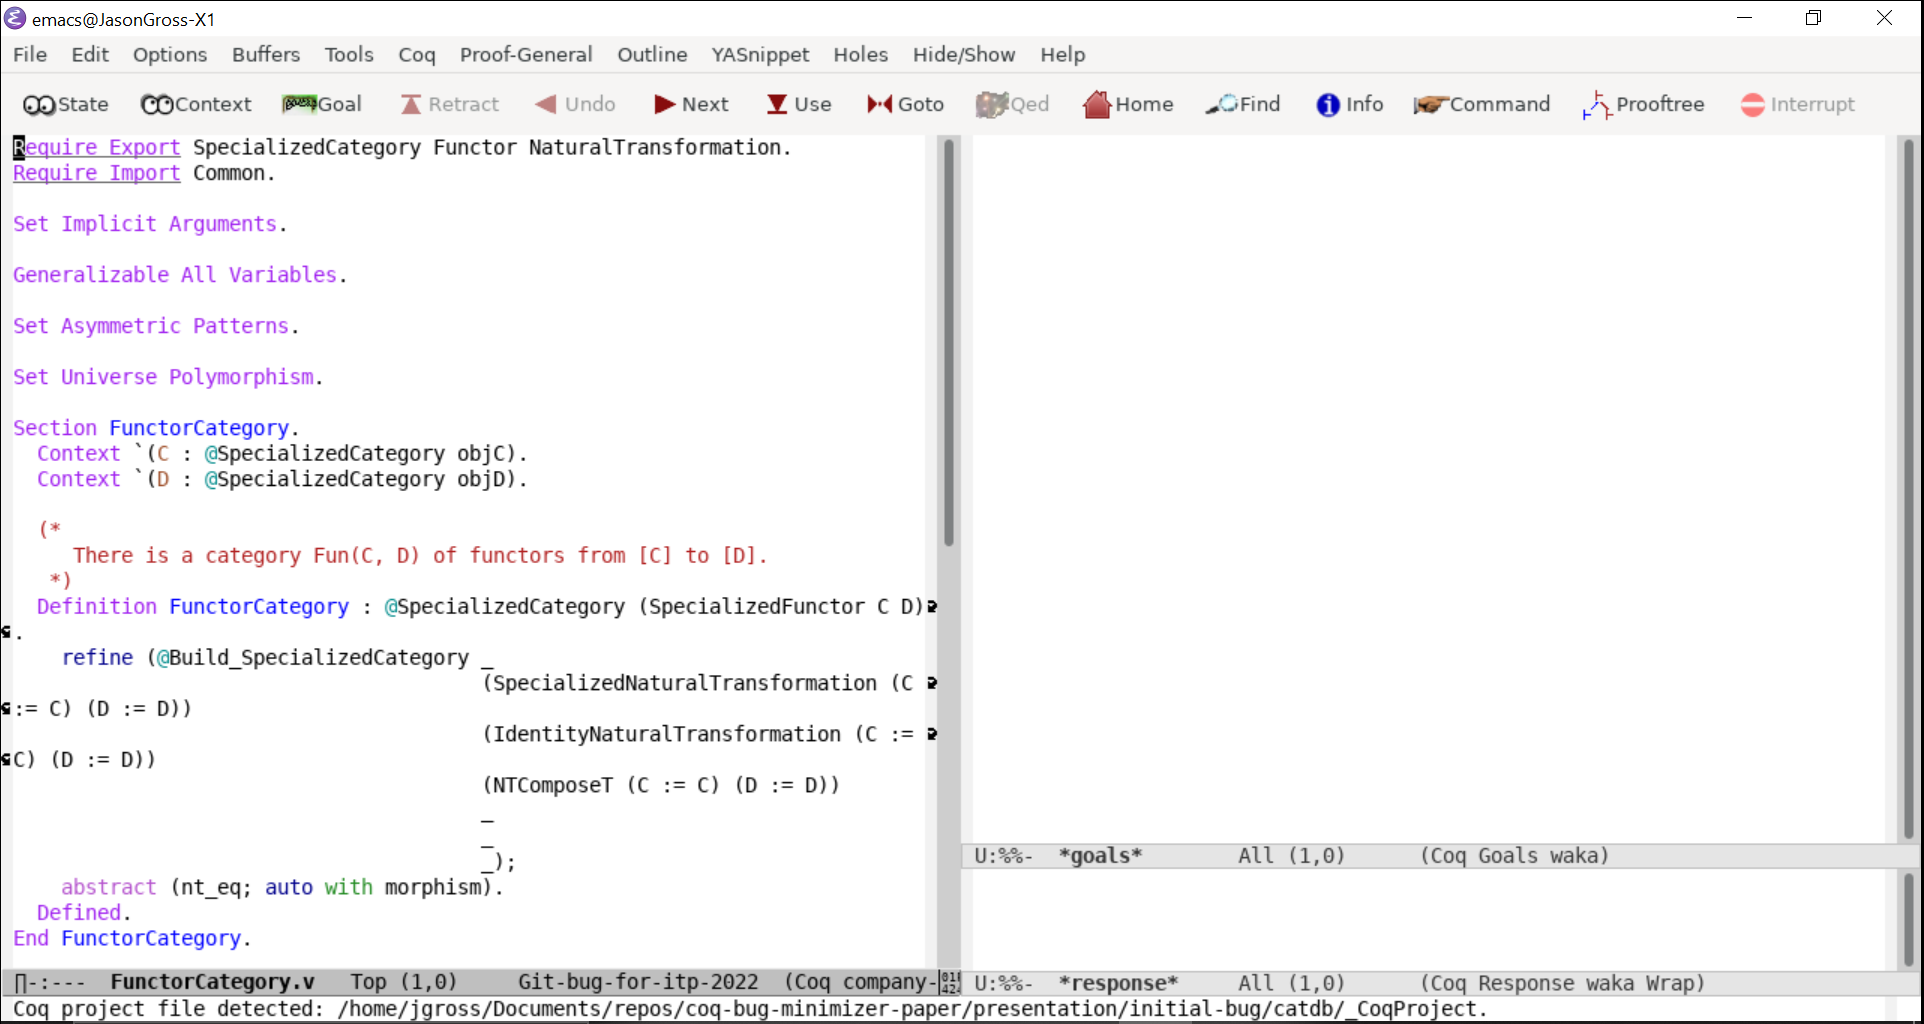 emacs@JasonGross-X1
File Edit Options Buffers Tools Coq Proof-General Outline YASnippet Holes Hide/Show Help
State Context Goal Retract Undo Next Use Goto Qed Home Find Info Command Prooftree Interrupt
Require Export SpecializedCategory Functor NaturalTransformation.
Require Import Common.
Set Implicit Arguments.
Generalizable All Variables.
Set Asymmetric Patterns.
Set Universe Polymorphism.
Section FunctorCategory.
  Context `(C : @SpecializedCategory objC).
  Context `(D : @SpecializedCategory objD).
  (*
     There is a category Fun(C, D) of functors from [C] to [D].
   *)
  Definition FunctorCategory : @SpecializedCategory (SpecializedFunctor C D)
.
    refine (@Build_SpecializedCategory _
                                       (SpecializedNaturalTransformation (C
:= C) (D := D))
                                       (IdentityNaturalTransformation (C :=
C) (D := D))
                                       (NTComposeT (C := C) (D := D))
                                       _
                                       _
                                       _);
    abstract (nt_eq; auto with morphism).
  Defined.
End FunctorCategory.
-:--- FunctorCategory.v Top (1,0) Git-bug-for-itp-2022 (Coq company-
U:%%- *goals* All (1,0) (Coq Goals waka)
U:%%- *response* All (1,0) (Coq Response waka Wrap)
Coq project file detected: /home/jgross/Documents/repos/coq-bug-minimizer-paper/presentation/initial-bug/catdb/_CoqProject.